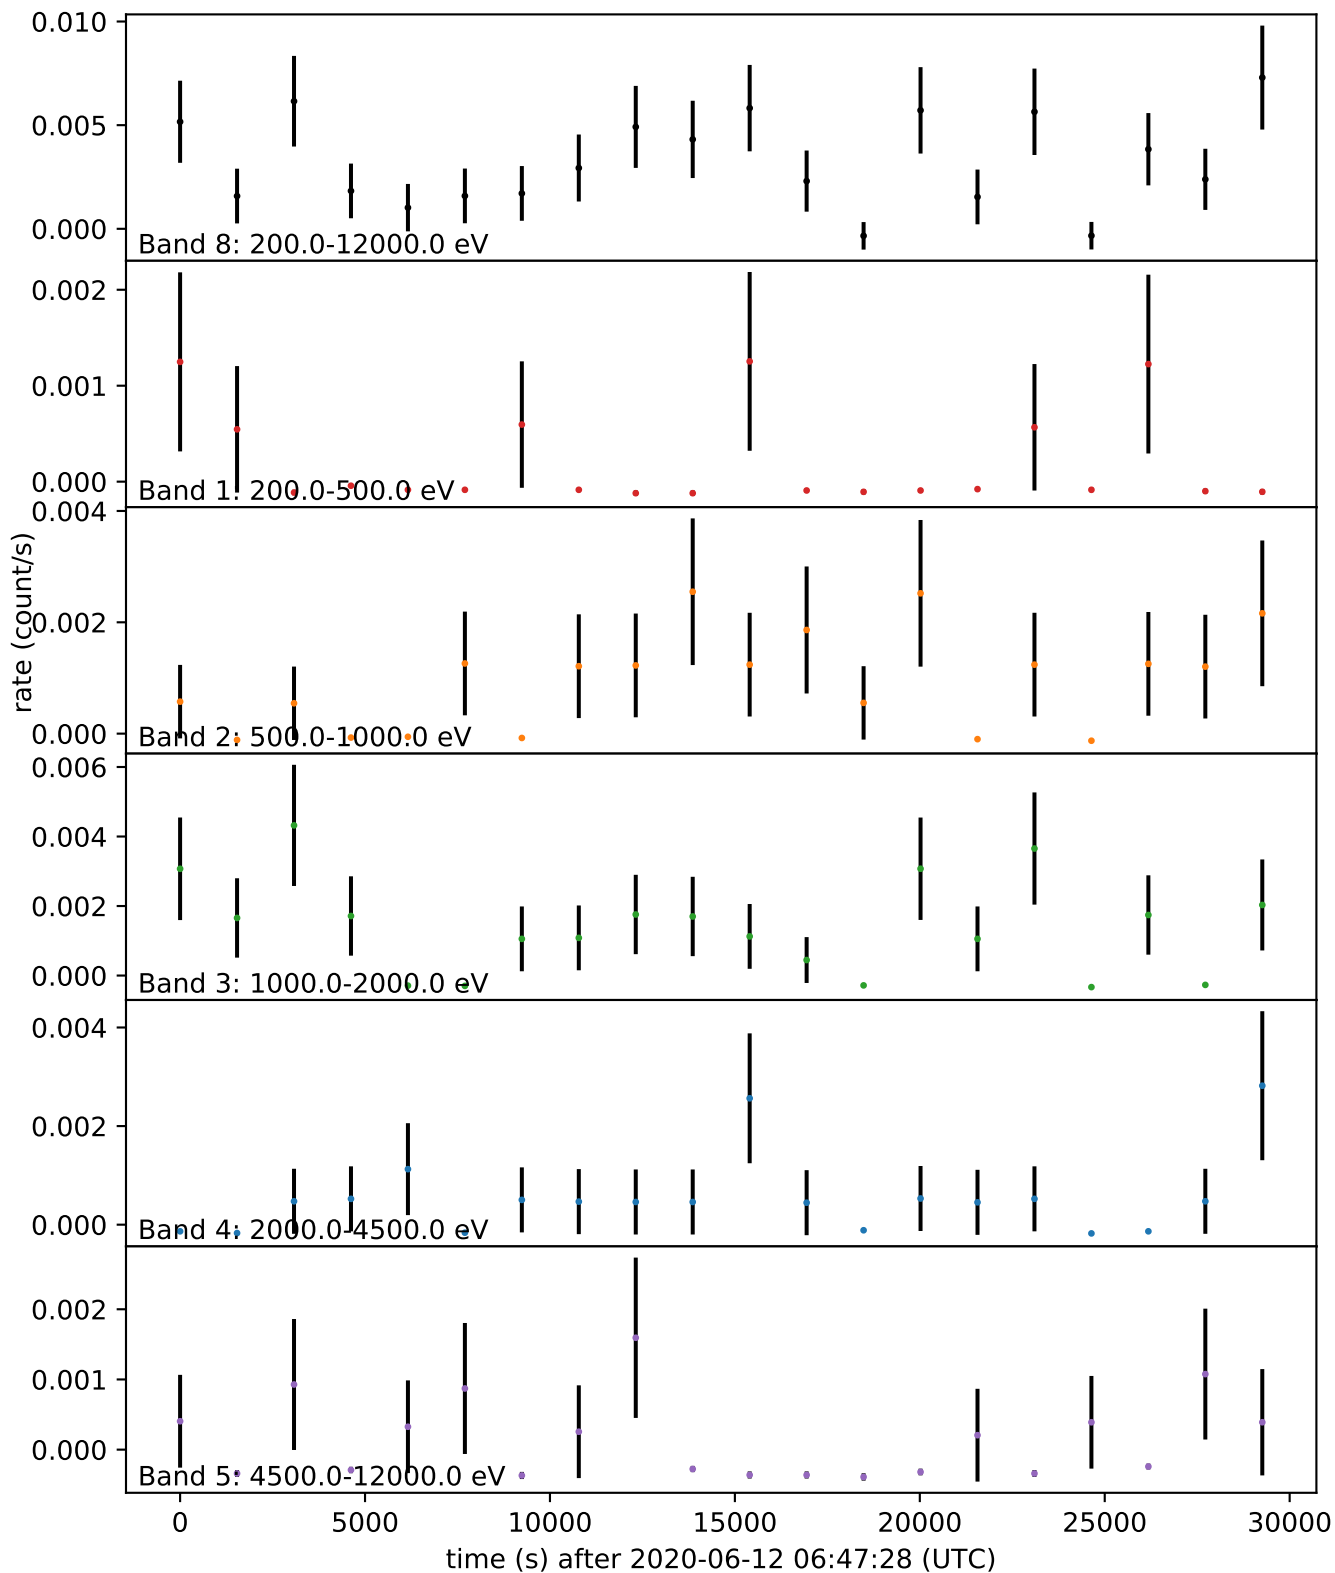 0.010
0.005
0.000
Band 8: 200.0-12000.0 eV
0.002
0.001
0.000
Band 1: 200.0-500.0 eV
rate (count/s)
0.004
0.002
0.000
Band 2: 500.0-1000.0 eV
0.006
0.004
0.002
0.000
Band 3: 1000.0-2000.0 eV
0.004
0.002
0.000
Band 4: 2000.0-4500.0 eV
0.002
0.001
0.000
Band 5: 4500.0-12000.0 eV
0 5000 10000 15000 20000 25000 30000
time (s) after 2020-06-12 06:47:28 (UTC)